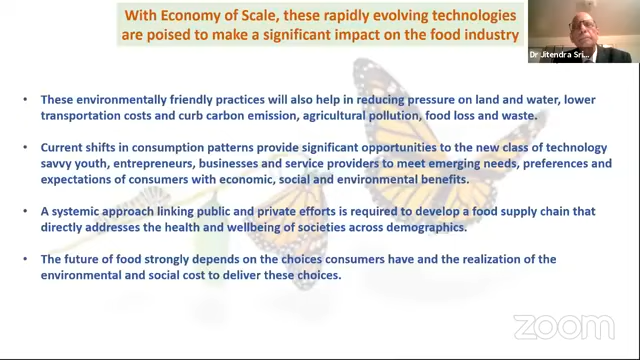 With Economy of Scale, these rapidly evolving technologies
are poised to make a significant impact on the food industry
Dr Jitendra Sri...
• These environmentally friendly practices will also help in reducing pressure on land and water, lower
transportation costs and curb carbon emission, agricultural pollution, food loss and waste.
• Current shifts in consumption patterns provide significant opportunities to the new class of technology
savvy youth, entrepreneurs, businesses and service providers to meet emerging needs, preferences and
expectations of consumers with economic, social and environmental benefits.
• A systemic approach linking public and private efforts is required to develop a food supply chain that
directly addresses the health and wellbeing of societies across demographics.
• The future of food strongly depends on the choices consumers have and the realization of the
environmental and social cost to deliver these choices.
zoom